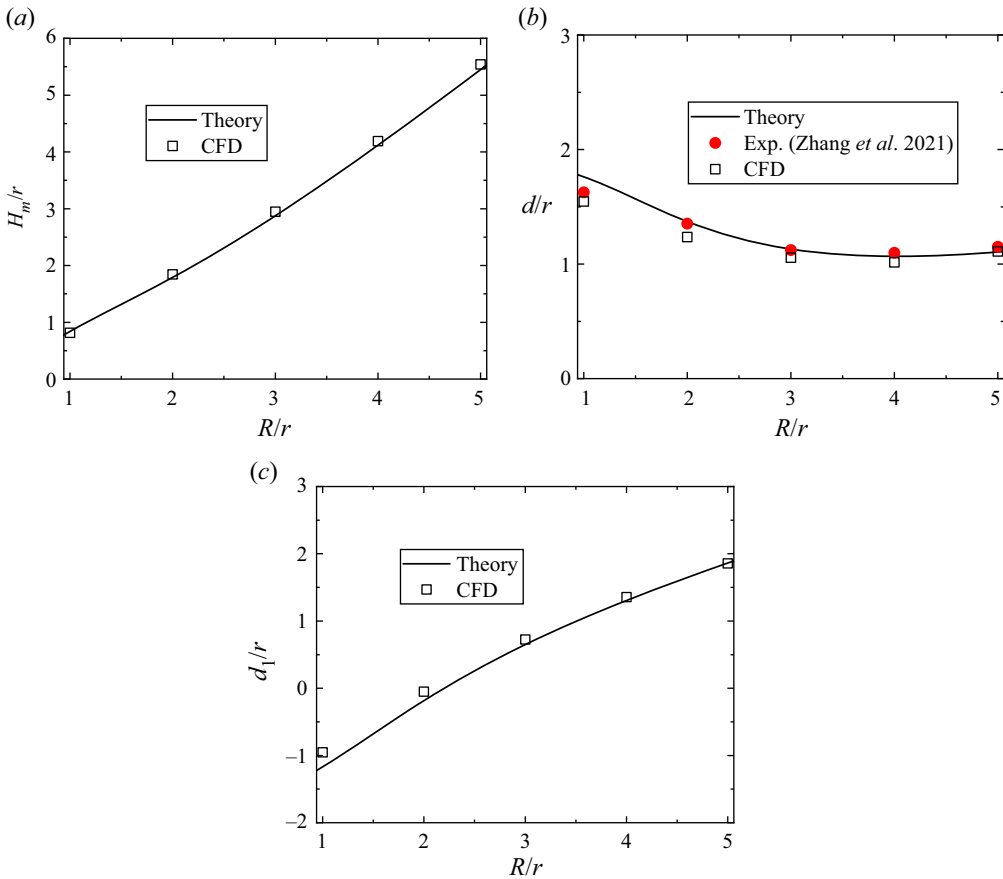 (a)
6
5
4
3
2
1
0
H_m/r
Theory
CFD
1 2 3 4 5
R/r
(b)
3
2
1
0
d/r
Theory
Exp. (Zhang et al. 2021)
CFD
1 2 3 4 5
R/r
(c)
3
2
1
0
–1
–2
d_1/r
Theory
CFD
1 2 3 4 5
R/r